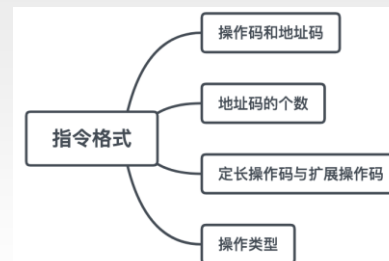 操作码和地址码
地址码的个数
指令格式
定长操作码与扩展操作码
操作类型